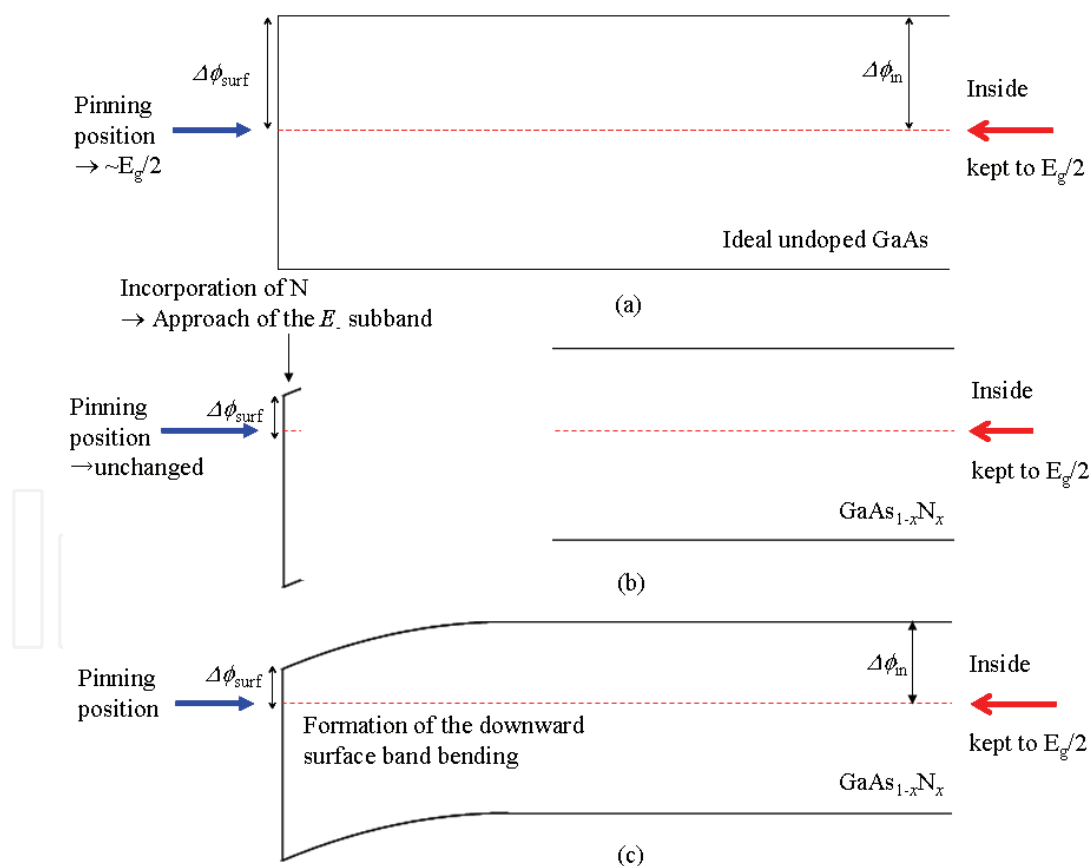 Δϕsurf
Δϕin
Pinning
position
→ ~Eg/2
Inside
kept to Eg/2
Ideal undoped GaAs
Incorporation of N
→ Approach of the E- subband
(a)
Δϕsurf
Pinning
position
→unchanged
Inside
kept to Eg/2
GaAs1-xNx
(b)
Δϕsurf
Δϕin
Pinning
position
Inside
kept to Eg/2
Formation of the downward
surface band bending
GaAs1-xNx
(c)